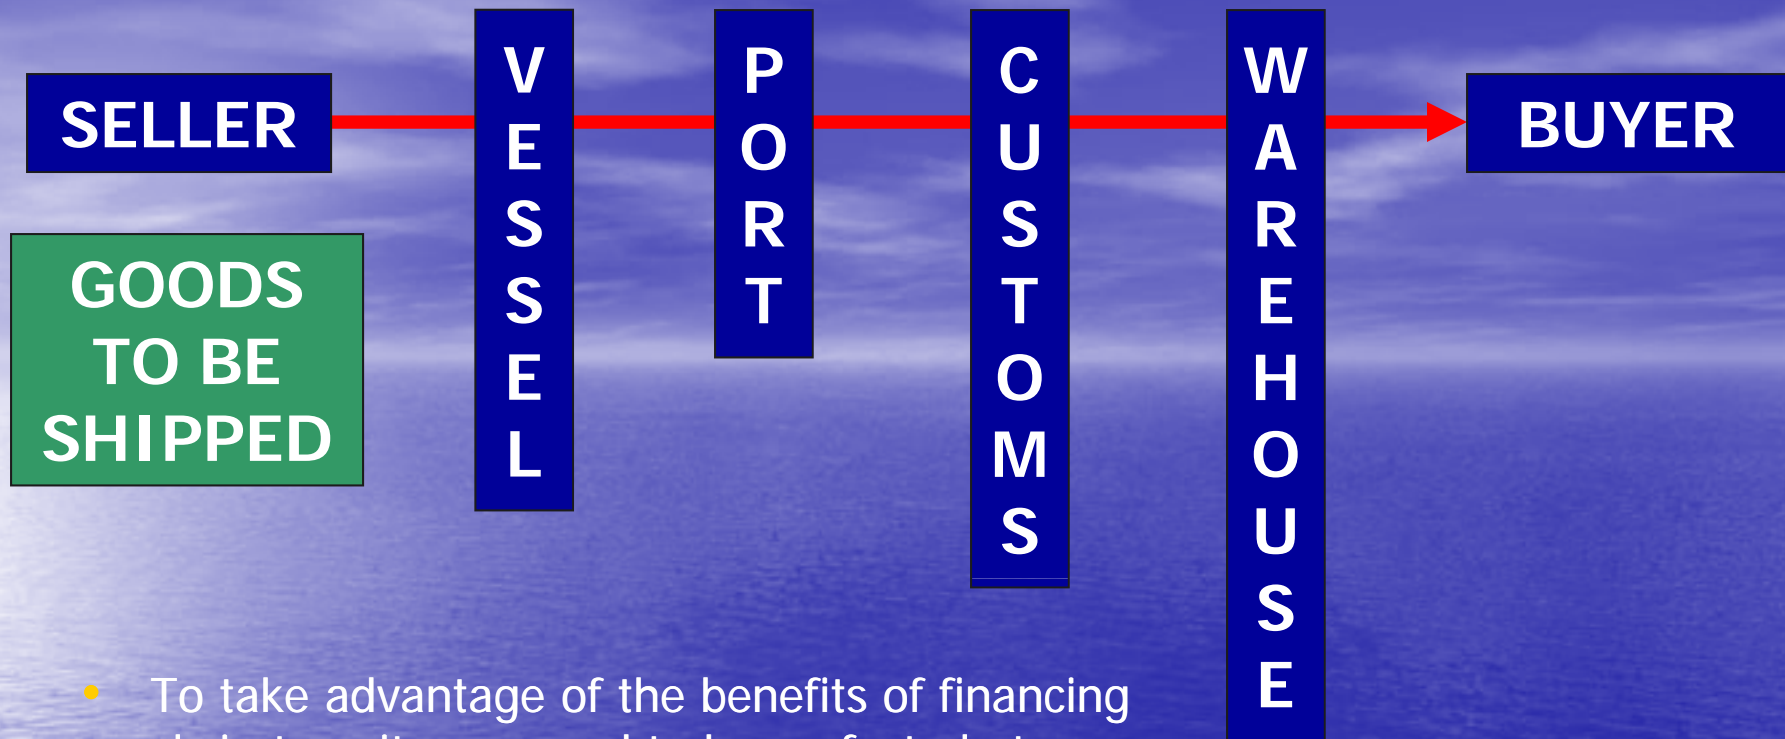 SELLER
VESSEL
PORT
CUSTOMS
WAREHOUSE
BUYER
GOODS
TO BE
SHIPPED
• To take advantage of the benefits of financing